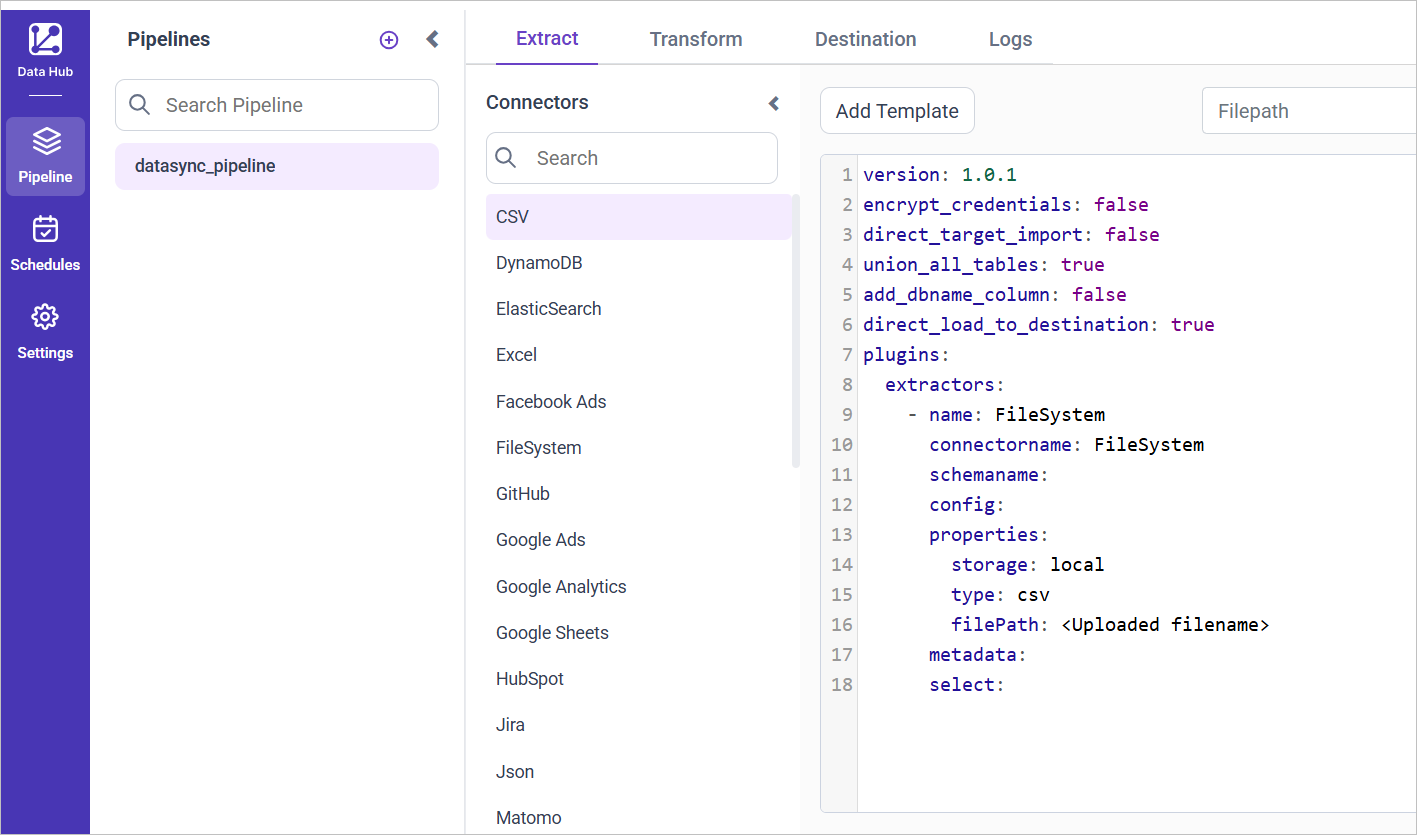 Data Hub
Pipeline
Schedules
Settings
Pipelines
Search Pipeline
datasync_pipeline
Extract
Transform
Destination
Logs
Connectors
Search
CSV
DynamoDB
ElasticSearch
Excel
Facebook Ads
FileSystem
GitHub
Google Ads
Google Analytics
Google Sheets
HubSpot
Jira
Json
Matomo
Add Template
Filepath
1 version: 1.0.1
2 encrypt_credentials: false
3 direct_target_import: false
4 union_all_tables: true
5 add_dbname_column: false
6 direct_load_to_destination: true
7 plugins:
8   extractors:
9     - name: FileSystem
10       connectorname: FileSystem
11       schemaname:
12       config:
13       properties:
14         storage: local
15         type: csv
16         filePath: <Uploaded filename>
17       metadata:
18       select: